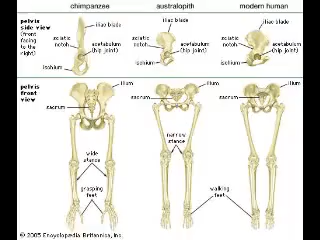 chimpanzee australopith modern human
pelvis
side view
(front
facing
to the
right)
iliac blade
sciatic
notch
acetabulum
(hip joint)
ischium
iliac blade
sciatic
notch
acetabulum
(hip joint)
ischium
iliac blade
sciatic
notch
acetabulum
(hip joint)
ischium
pelvis
front
view
ilium
sacrum
ilium
sacrum
ilium
sacrum
wide
stance
narrow
stance
grasping
feet
walking
feet
© 2005 Encyclopædia Britannica, Inc.